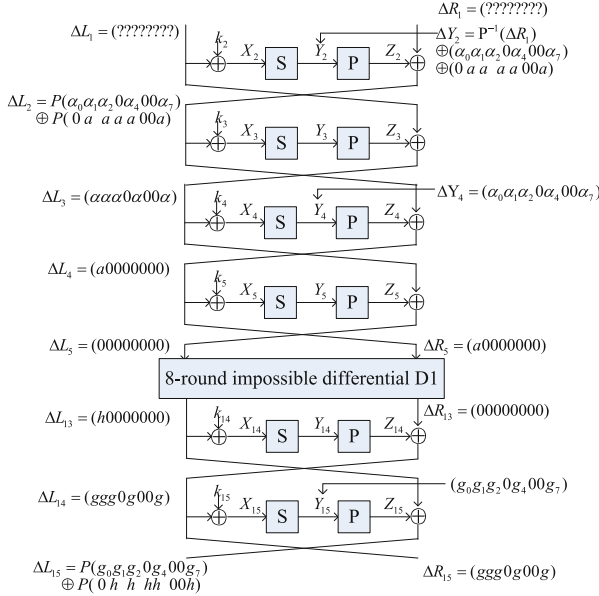 ΔL₁ = (????????)
ΔR₁ = (????????)
k₂ X₂ S Y₂ P Z₂
ΔY₂ = P⁻¹(ΔR₁)
⊕(α₀α₁α₂0α₄00α₇)
⊕(0 a a a a 00a)
ΔL₂ = P(α₀α₁α₂0α₄00α₇)
⊕ P( 0 a a a a 00a)
k₃ X₃ S Y₃ P Z₃
ΔL₃ = (ααα0α00α)
k₄ X₄ S Y₄ P Z₄
ΔY₄ = (α₀α₁α₂0α₄00α₇)
ΔL₄ = (a0000000)
k₅ X₅ S Y₅ P Z₅
ΔL₅ = (00000000)
ΔR₅ = (a0000000)
8-round impossible differential D1
ΔL₁₃ = (h0000000)
ΔR₁₃ = (00000000)
k₁₄ X₁₄ S Y₁₄ P Z₁₄
ΔL₁₄ = (ggg0g00g)
k₁₅ X₁₅ S Y₁₅ P Z₁₅
(g₀g₁g₂0g₄00g₇)
ΔL₁₅ = P(g₀g₁g₂0g₄00g₇)
⊕ P( 0 h h hh 00h)
ΔR₁₅ = (ggg0g00g)